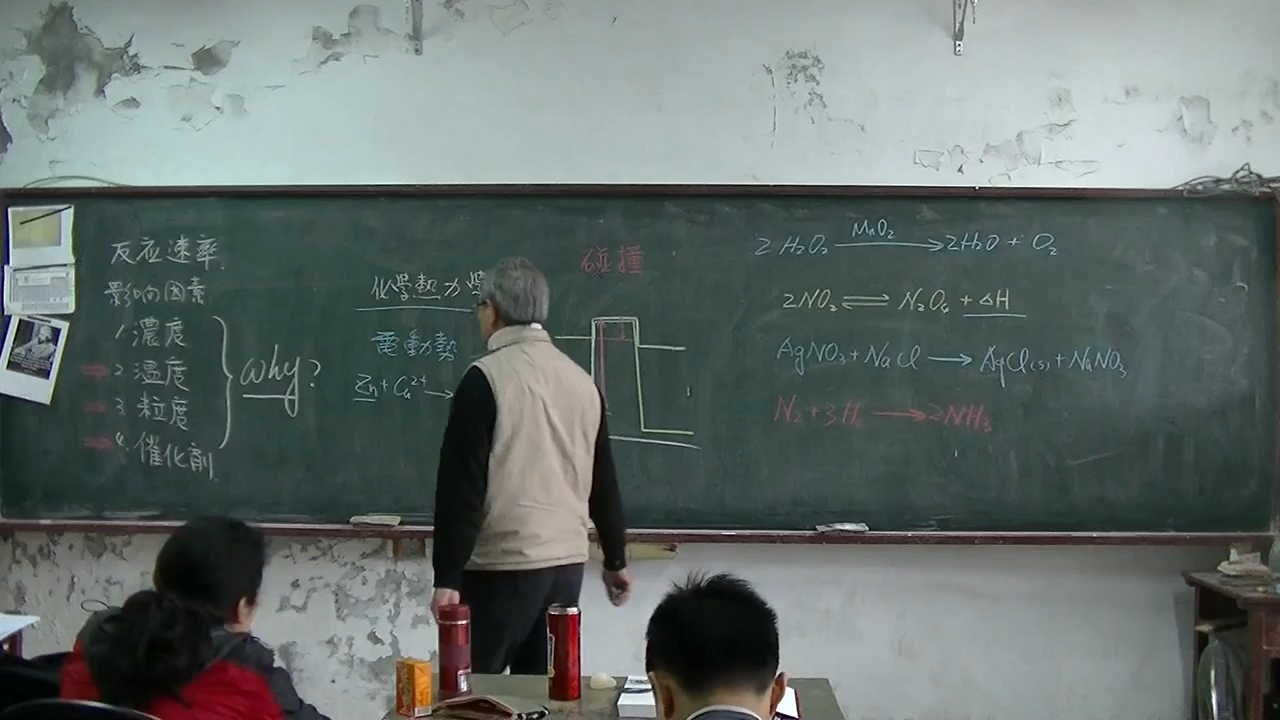 反应速率
影响因素
1 濃度
2 溫度
3 粒度
4. 催化劑
why?
化學熱力學
電動勢
Zn + Cu²⁺ →
碰撞
2H₂O₂ —MnO₂→ 2H₂O + O₂
2NO₂ ⇌ N₂O₄ + ΔH
AgNO₃ + NaCl → AgCl(s) + NaNO₃
N₂ + 3H₂ → 2NH₃